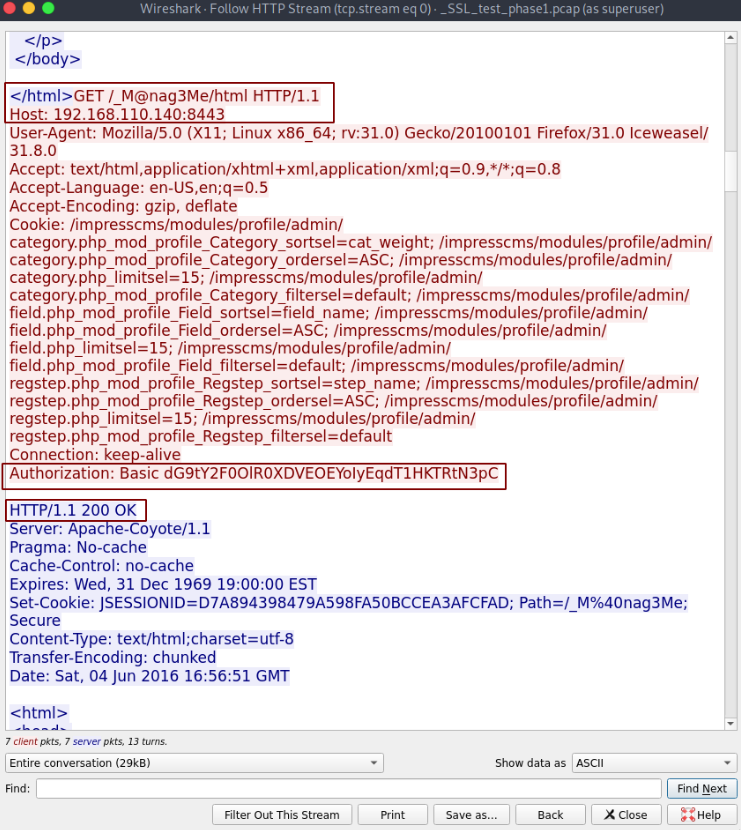 Wireshark · Follow HTTP Stream (tcp.stream eq 0) · _SSL_test_phase1.pcap (as superuser)
</p>
</body>
</html>GET /_M@nag3Me/html HTTP/1.1
Host: 192.168.110.140:8443
User-Agent: Mozilla/5.0 (X11; Linux x86_64; rv:31.0) Gecko/20100101 Firefox/31.0 Iceweasel/
31.8.0
Accept: text/html,application/xhtml+xml,application/xml;q=0.9,*/*;q=0.8
Accept-Language: en-US,en;q=0.5
Accept-Encoding: gzip, deflate
Cookie: /impresscms/modules/profile/admin/
category.php_mod_profile_Category_sortsel=cat_weight; /impresscms/modules/profile/admin/
category.php_mod_profile_Category_ordersel=ASC; /impresscms/modules/profile/admin/
category.php_limitsel=15; /impresscms/modules/profile/admin/
category.php_mod_profile_Category_filtersel=default; /impresscms/modules/profile/admin/
field.php_mod_profile_Field_sortsel=field_name; /impresscms/modules/profile/admin/
field.php_mod_profile_Field_ordersel=ASC; /impresscms/modules/profile/admin/
field.php_limitsel=15; /impresscms/modules/profile/admin/
field.php_mod_profile_Field_filtersel=default; /impresscms/modules/profile/admin/
regstep.php_mod_profile_Regstep_sortsel=step_name; /impresscms/modules/profile/admin/
regstep.php_mod_profile_Regstep_ordersel=ASC; /impresscms/modules/profile/admin/
regstep.php_limitsel=15; /impresscms/modules/profile/admin/
regstep.php_mod_profile_Regstep_filtersel=default
Connection: keep-alive
Authorization: Basic dG9tY2F0OlR0XDVEOEYoIyEqdT1HKTRtN3pC
HTTP/1.1 200 OK
Server: Apache-Coyote/1.1
Pragma: No-cache
Cache-Control: no-cache
Expires: Wed, 31 Dec 1969 19:00:00 EST
Set-Cookie: JSESSIONID=D7A894398479A598FA50BCCEA3AFCFAD; Path=/_M%40nag3Me;
Secure
Content-Type: text/html;charset=utf-8
Transfer-Encoding: chunked
Date: Sat, 04 Jun 2016 16:56:51 GMT
<html>
<head>
7 client pkts, 7 server pkts, 13 turns.
Entire conversation (29kB) Show data as ASCII
Find: Find Next
Filter Out This Stream Print Save as... Back Close Help